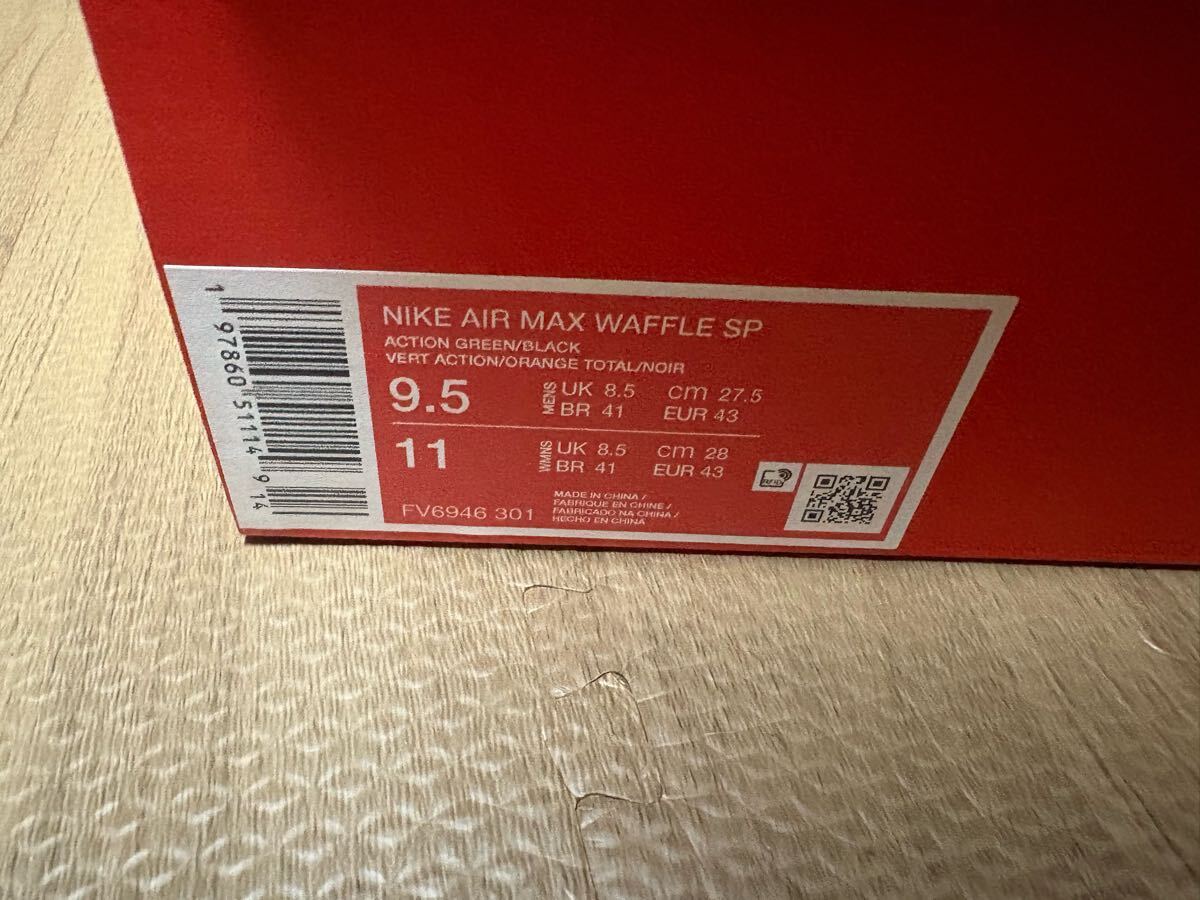 NIKE AIR MAX WAFFLE SP
ACTION GREEN/BLACK
VERT ACTION/ORANGE TOTAL/NOIR
9.5 MENS UK 8.5 cm 27.5
BR 41 EUR 43
11 WMNS UK 8.5 cm 28
BR 41 EUR 43
FV6946 301
MADE IN CHINA /
FABRIQUE EN CHINE /
FABRICADO NA CHINA /
HECHO EN CHINA
1 97860 51114 9 14